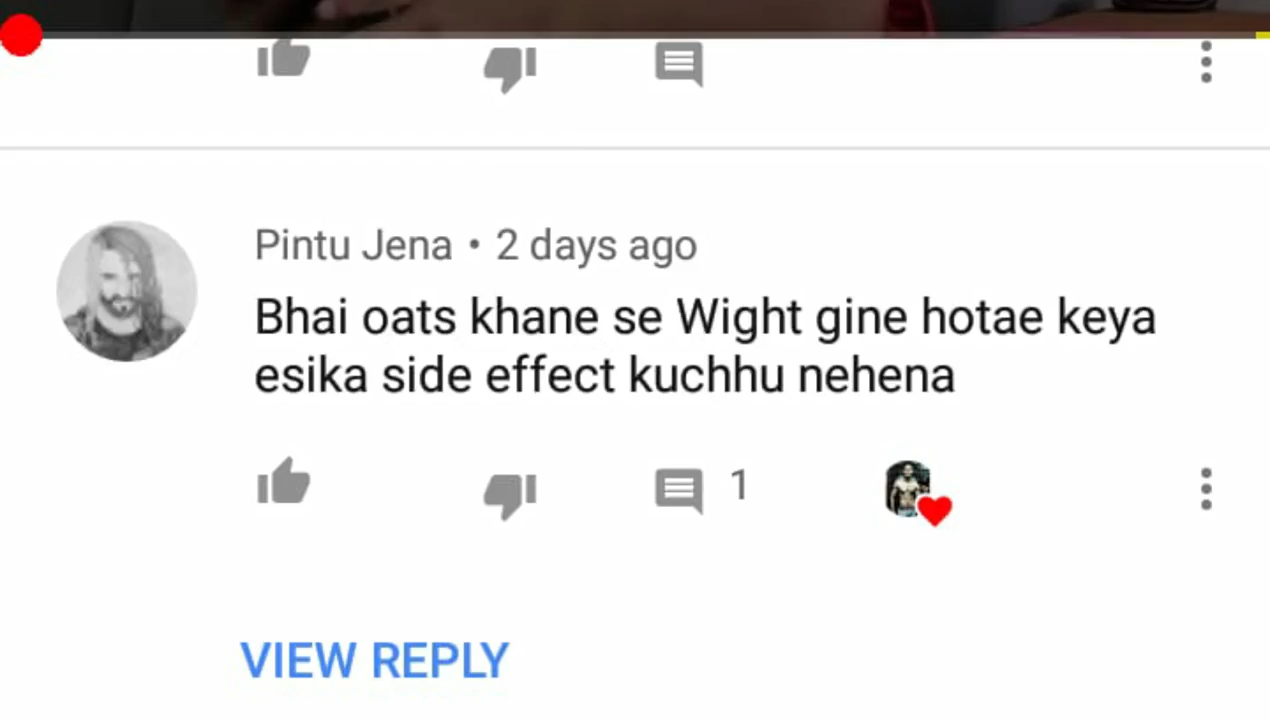 Pintu Jena • 2 days ago
Bhai oats khane se Wight gine hotae keya
esika side effect kuchhu nehena
1
VIEW REPLY